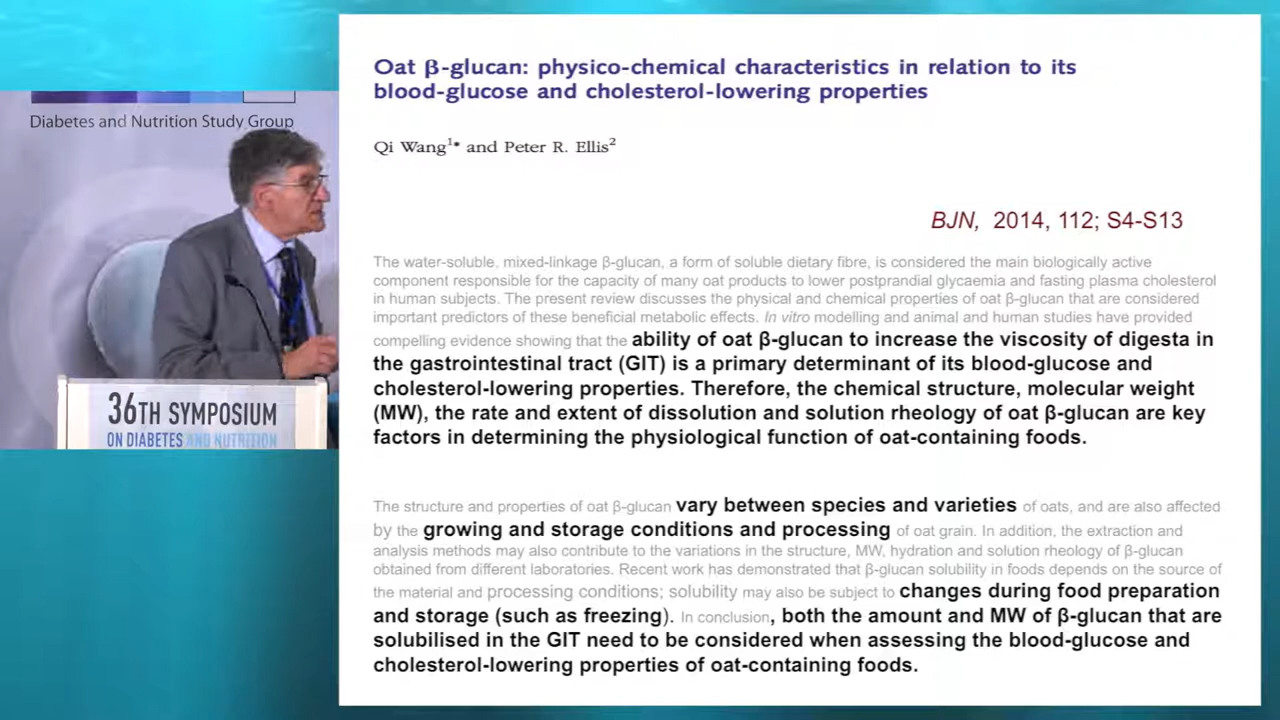 Diabetes and Nutrition Study Group
36TH SYMPOSIUM
ON DIABETES AND NUTRITION
Oat β-glucan: physico-chemical characteristics in relation to its
blood-glucose and cholesterol-lowering properties
Qi Wang1* and Peter R. Ellis2
BJN, 2014, 112; S4-S13
The water-soluble, mixed-linkage β-glucan, a form of soluble dietary fibre, is considered the main biologically active
component responsible for the capacity of many oat products to lower postprandial glycaemia and fasting plasma cholesterol
in human subjects. The present review discusses the physical and chemical properties of oat β-glucan that are considered
important predictors of these beneficial metabolic effects. In vitro modelling and animal and human studies have provided
compelling evidence showing that the ability of oat β-glucan to increase the viscosity of digesta in
the gastrointestinal tract (GIT) is a primary determinant of its blood-glucose and
cholesterol-lowering properties. Therefore, the chemical structure, molecular weight
(MW), the rate and extent of dissolution and solution rheology of oat β-glucan are key
factors in determining the physiological function of oat-containing foods.
The structure and properties of oat β-glucan vary between species and varieties of oats, and are also affected
by the growing and storage conditions and processing of oat grain. In addition, the extraction and
analysis methods may also contribute to the variations in the structure, MW, hydration and solution rheology of β-glucan
obtained from different laboratories. Recent work has demonstrated that β-glucan solubility in foods depends on the source of
the material and processing conditions; solubility may also be subject to changes during food preparation
and storage (such as freezing). In conclusion, both the amount and MW of β-glucan that are
solubilised in the GIT need to be considered when assessing the blood-glucose and
cholesterol-lowering properties of oat-containing foods.